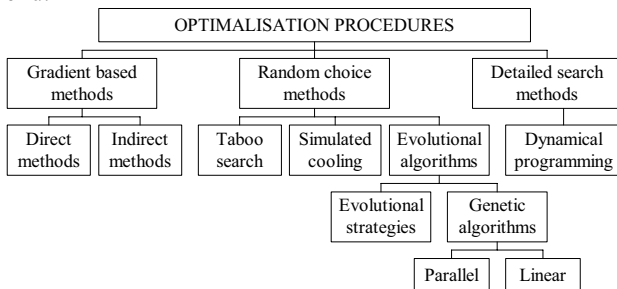 OPTIMALISATION PROCEDURES
Gradient based
methods
Random choice
methods
Detailed search
methods
Direct
methods
Indirect
methods
Taboo
search
Simulated
cooling
Evolutional
algorithms
Dynamical
programming
Evolutional
strategies
Genetic
algorithms
Parallel
Linear